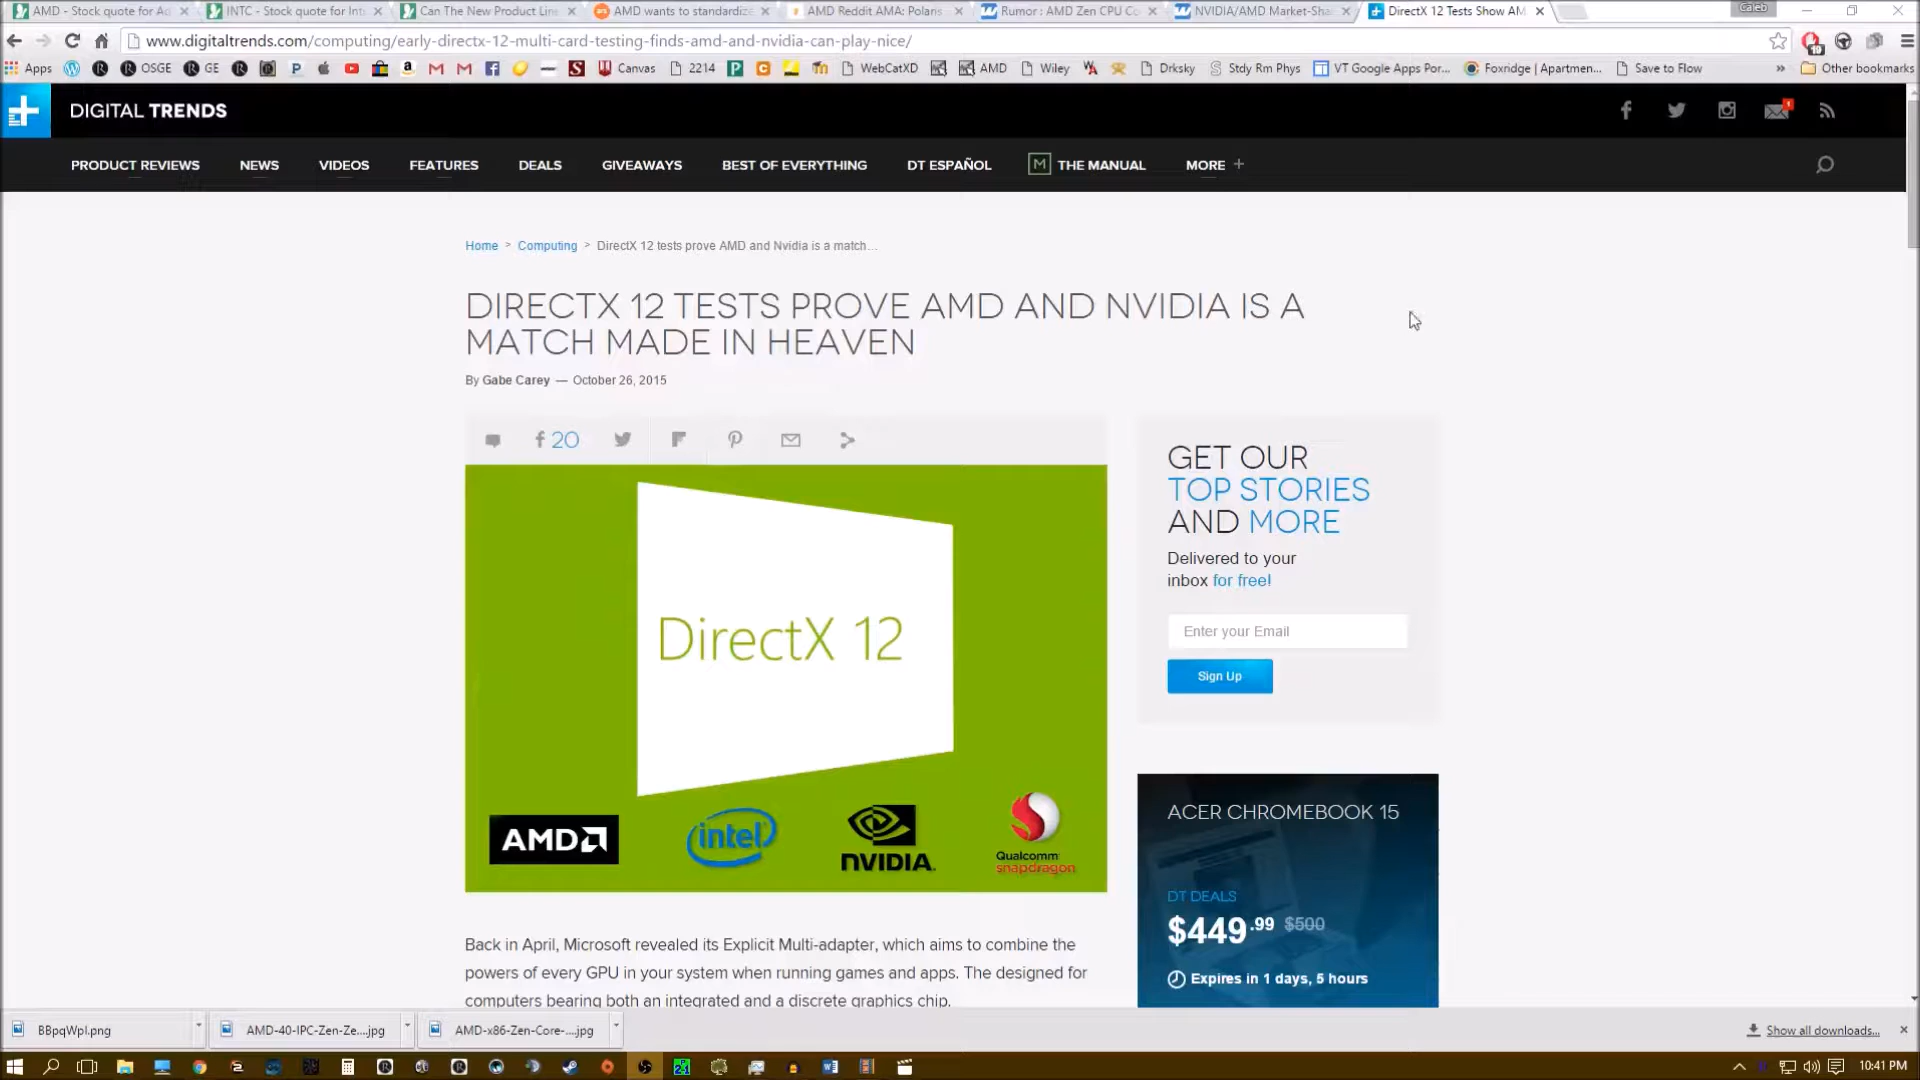 AMD - Stock quote for Ad
INTC - Stock quote for Int
Can The New Product Line
AMD wants to standardize
AMD Reddit AMA: Polaris
Rumor : AMD Zen CPU Co
NVIDIA/AMD Market-Sha
DirectX 12 Tests Show AM
Caleb
www.digitaltrends.com/computing/early-directx-12-multi-card-testing-finds-amd-and-nvidia-can-play-nice/
Apps OSGE GE Canvas 2214 WebCatXD AMD Wiley Drksky Stdy Rm Phys VT Google Apps Por... Foxridge | Apartmen... Save to Flow » Other bookmarks
DIGITAL TRENDS
PRODUCT REVIEWS NEWS VIDEOS FEATURES DEALS GIVEAWAYS BEST OF EVERYTHING DT ESPAÑOL M THE MANUAL MORE +
Home > Computing > DirectX 12 tests prove AMD and Nvidia is a match...
DIRECTX 12 TESTS PROVE AMD AND NVIDIA IS A
MATCH MADE IN HEAVEN
By Gabe Carey — October 26, 2015
20
DirectX 12
AMD
intel
NVIDIA.
Qualcomm
snapdragon
GET OUR
TOP STORIES
AND MORE
Delivered to your
inbox for free!
Enter your Email
Sign Up
ACER CHROMEBOOK 15
DT DEALS
$449.99 $500
Expires in 1 days, 5 hours
Back in April, Microsoft revealed its Explicit Multi-adapter, which aims to combine the
powers of every GPU in your system when running games and apps. The designed for
computers bearing both an integrated and a discrete graphics chip.
BBpqWpI.png
AMD-40-IPC-Zen-Ze....jpg
AMD-x86-Zen-Core-....jpg
Show all downloads...
10:41 PM